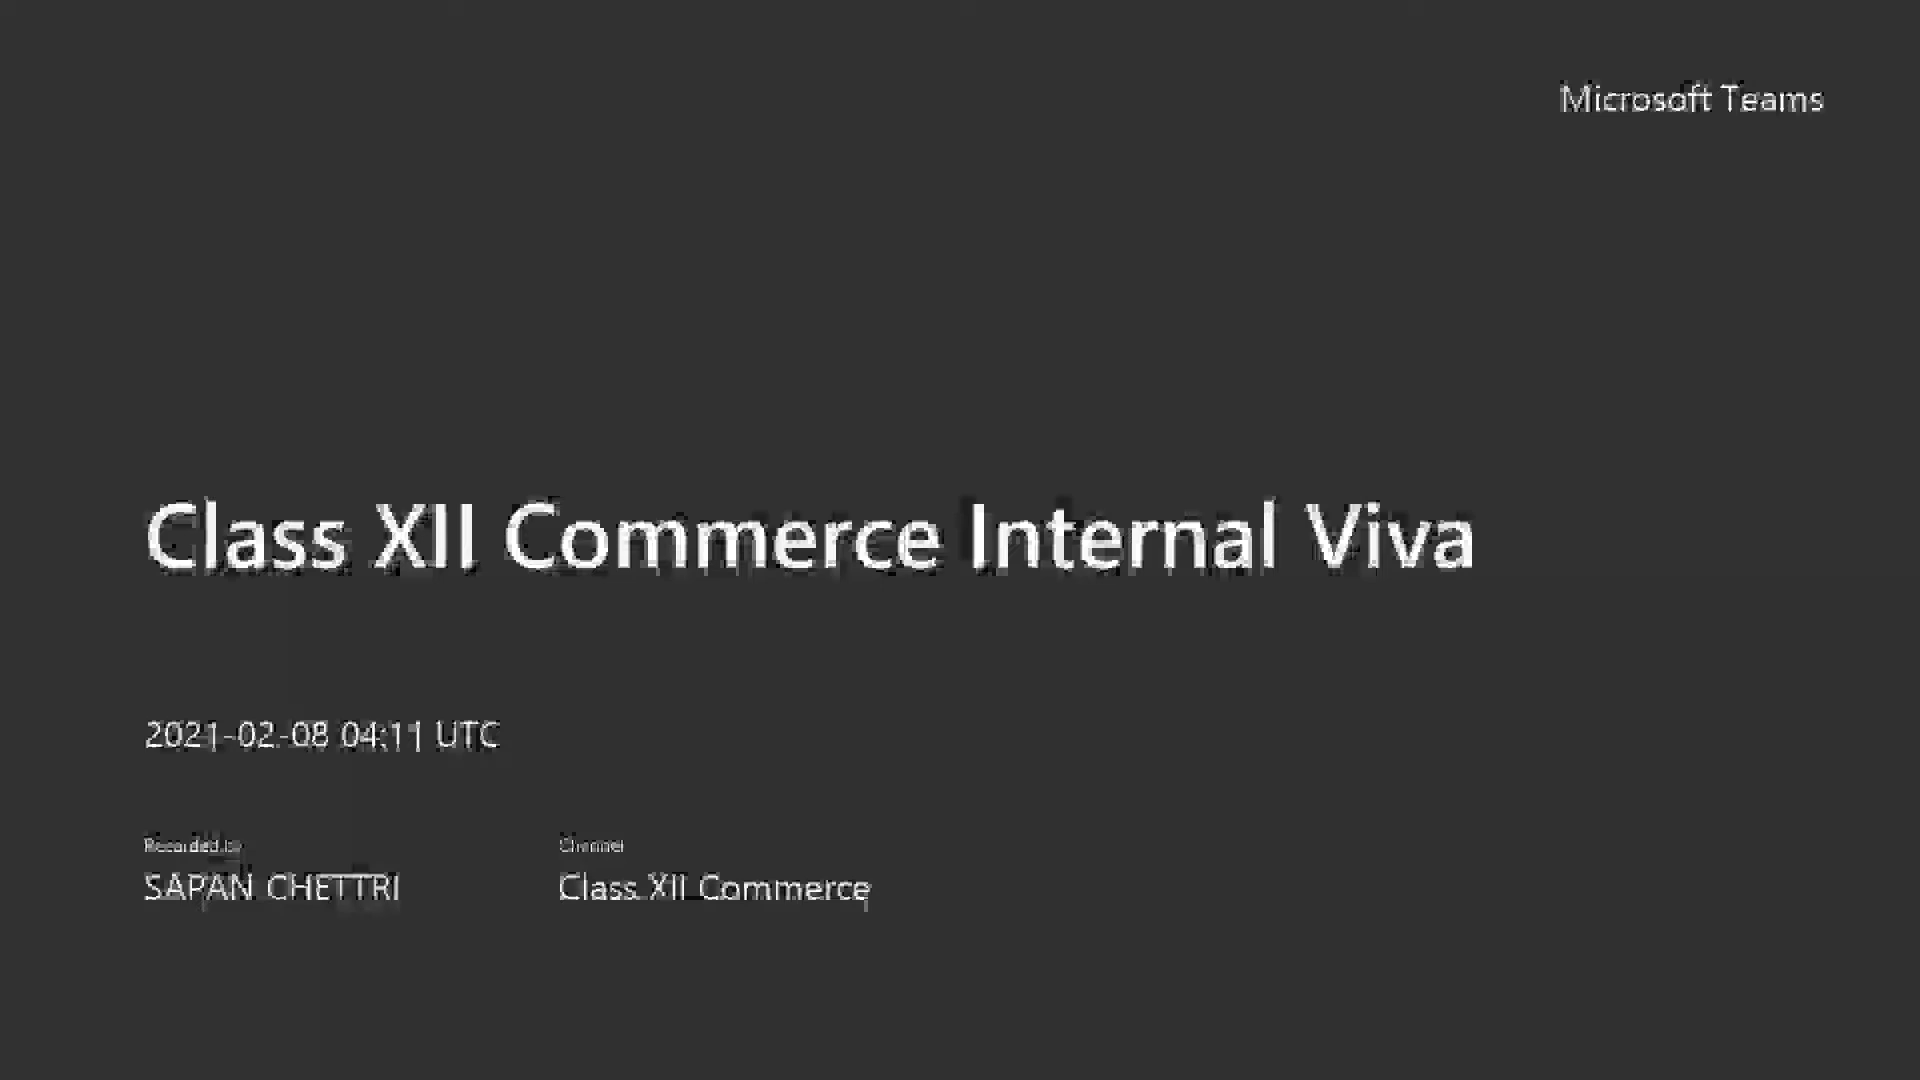 Microsoft Teams
Class XII Commerce Internal Viva
2021-02-08 04:11 UTC
Recorded by
Channel
SAPAN CHETTRI
Class XII Commerce